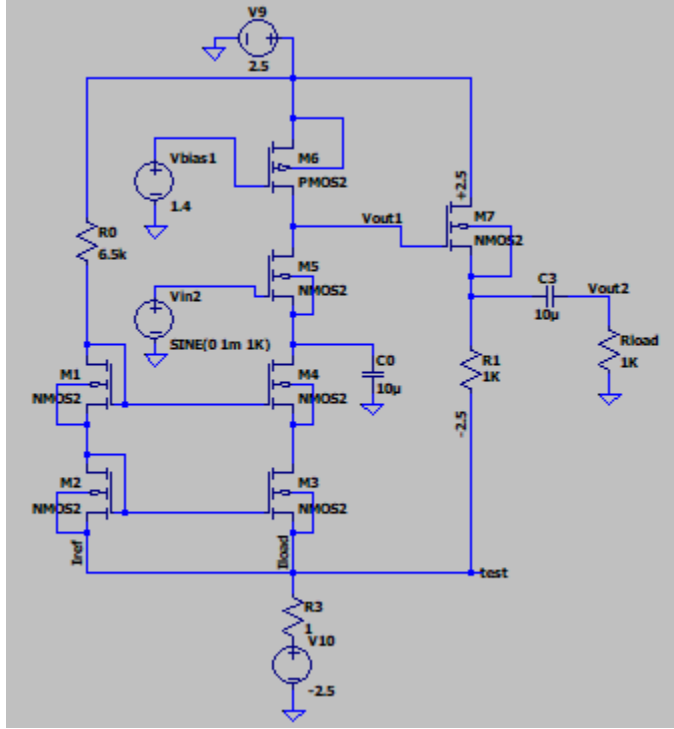 V9
2.5
Vbias1
1.4
M6
PMOS2
+2.5
Vout1
M7
NMOS2
R0
6.5k
M5
NMOS2
Vin2
SINE(0 1m 1K)
C3
10µ
Vout2
Rload
1K
M1
NMOS2
M4
NMOS2
C0
10µ
R1
1K
-2.5
M2
NMOS2
M3
NMOS2
Iref
Iload
test
R3
1
V10
-2.5